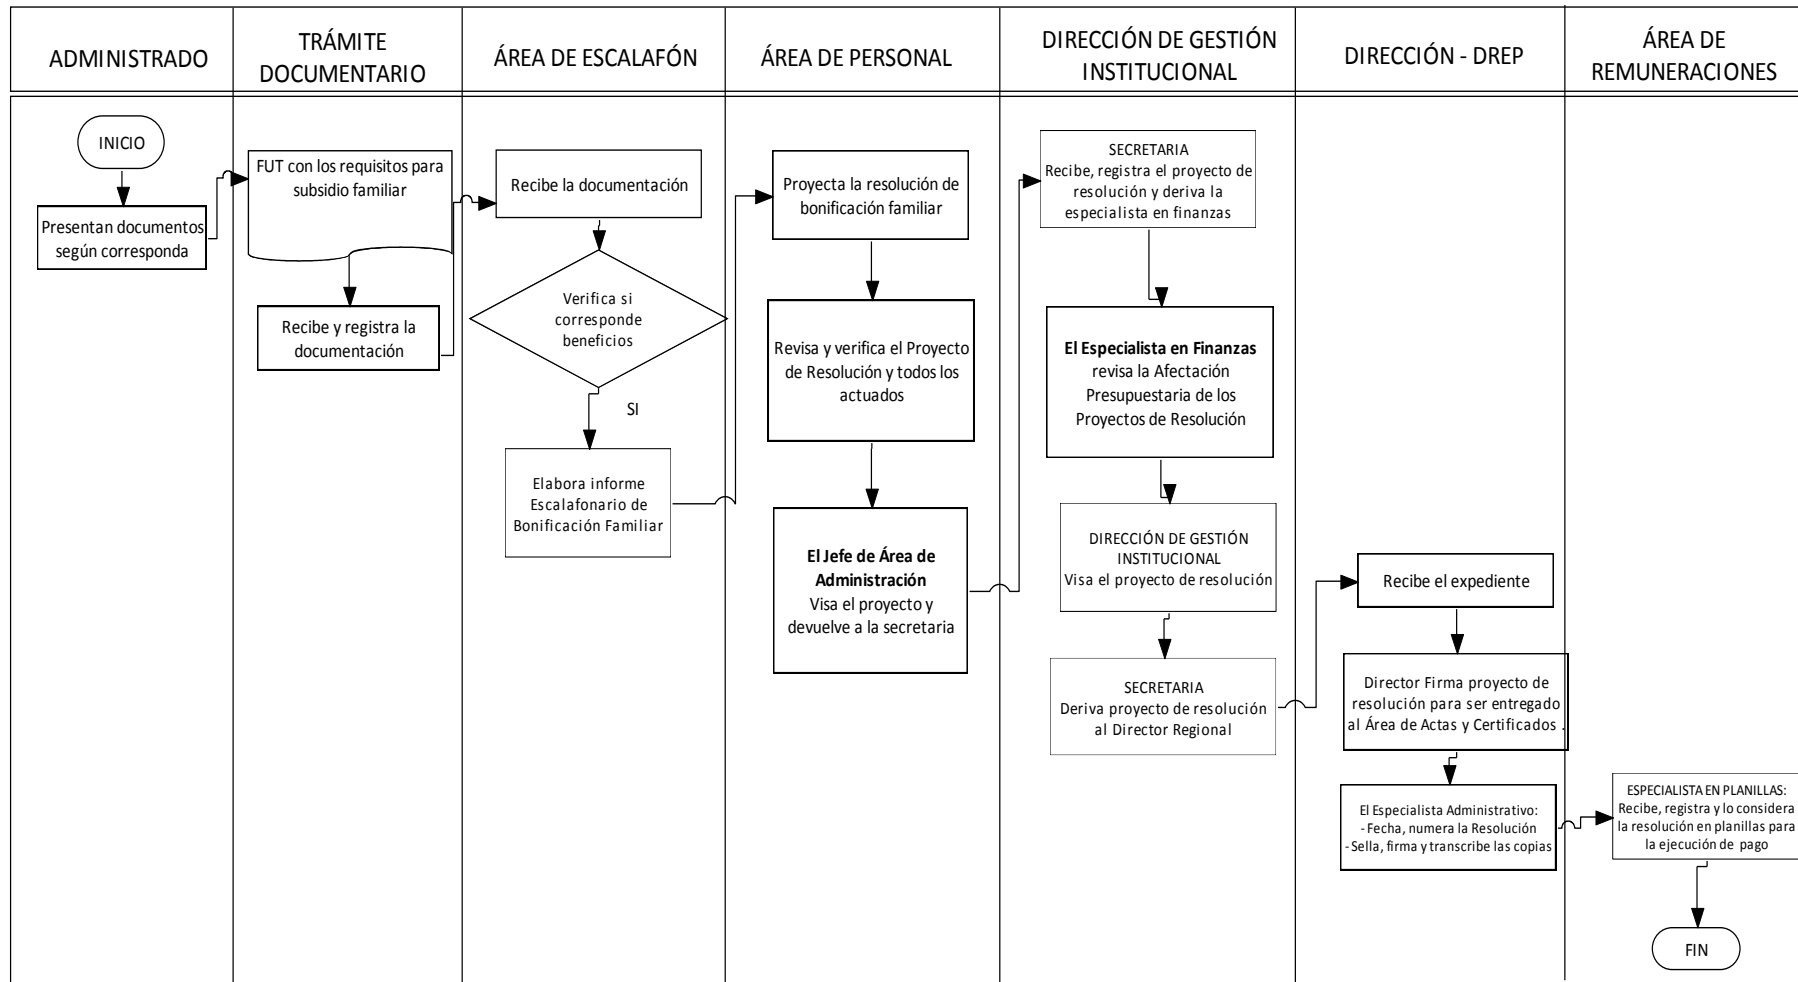 ADMINISTRADO
TRÁMITE
DOCUMENTARIO
ÁREA DE ESCALAFÓN
ÁREA DE PERSONAL
DIRECCIÓN DE GESTIÓN
INSTITUCIONAL
DIRECCIÓN - DREP
ÁREA DE
REMUNERACIONES
INICIO
Presentan documentos
según corresponda
FUT con los requisitos para
subsidio familiar
Recibe y registra la
documentación
Recibe la documentación
Verifica si
corresponde
beneficios
SI
Elabora informe
Escalafonario de
Bonificación Familiar
Proyecta la resolución de
bonificación familiar
Revisa y verifica el Proyecto
de Resolución y todos los
actuados
El Jefe de Área de
Administración
Visa el proyecto y
devuelve a la secretaria
SECRETARIA
Recibe, registra el proyecto de
resolución y deriva la
especialista en finanzas
El Especialista en Finanzas
revisa la Afectación
Presupuestaria de los
Proyectos de Resolución
DIRECCIÓN DE GESTIÓN
INSTITUCIONAL
Visa el proyecto de resolución
SECRETARIA
Deriva proyecto de resolución
al Director Regional
Recibe el expediente
Director Firma proyecto de
resolución para ser entregado
al Área de Actas y Certificados .
El Especialista Administrativo:
- Fecha, numera la Resolución
- Sella, firma y transcribe las copias
ESPECIALISTA EN PLANILLAS:
Recibe, registra y lo considera
la resolución en planillas para
la ejecución de pago
FIN